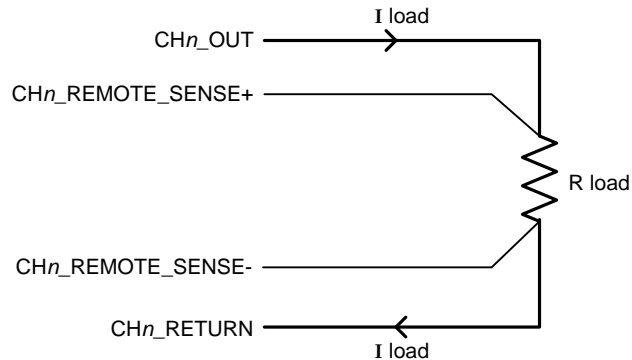 I load
CHn_OUT
CHn_REMOTE_SENSE+
R load
CHn_REMOTE_SENSE-
CHn_RETURN
I load